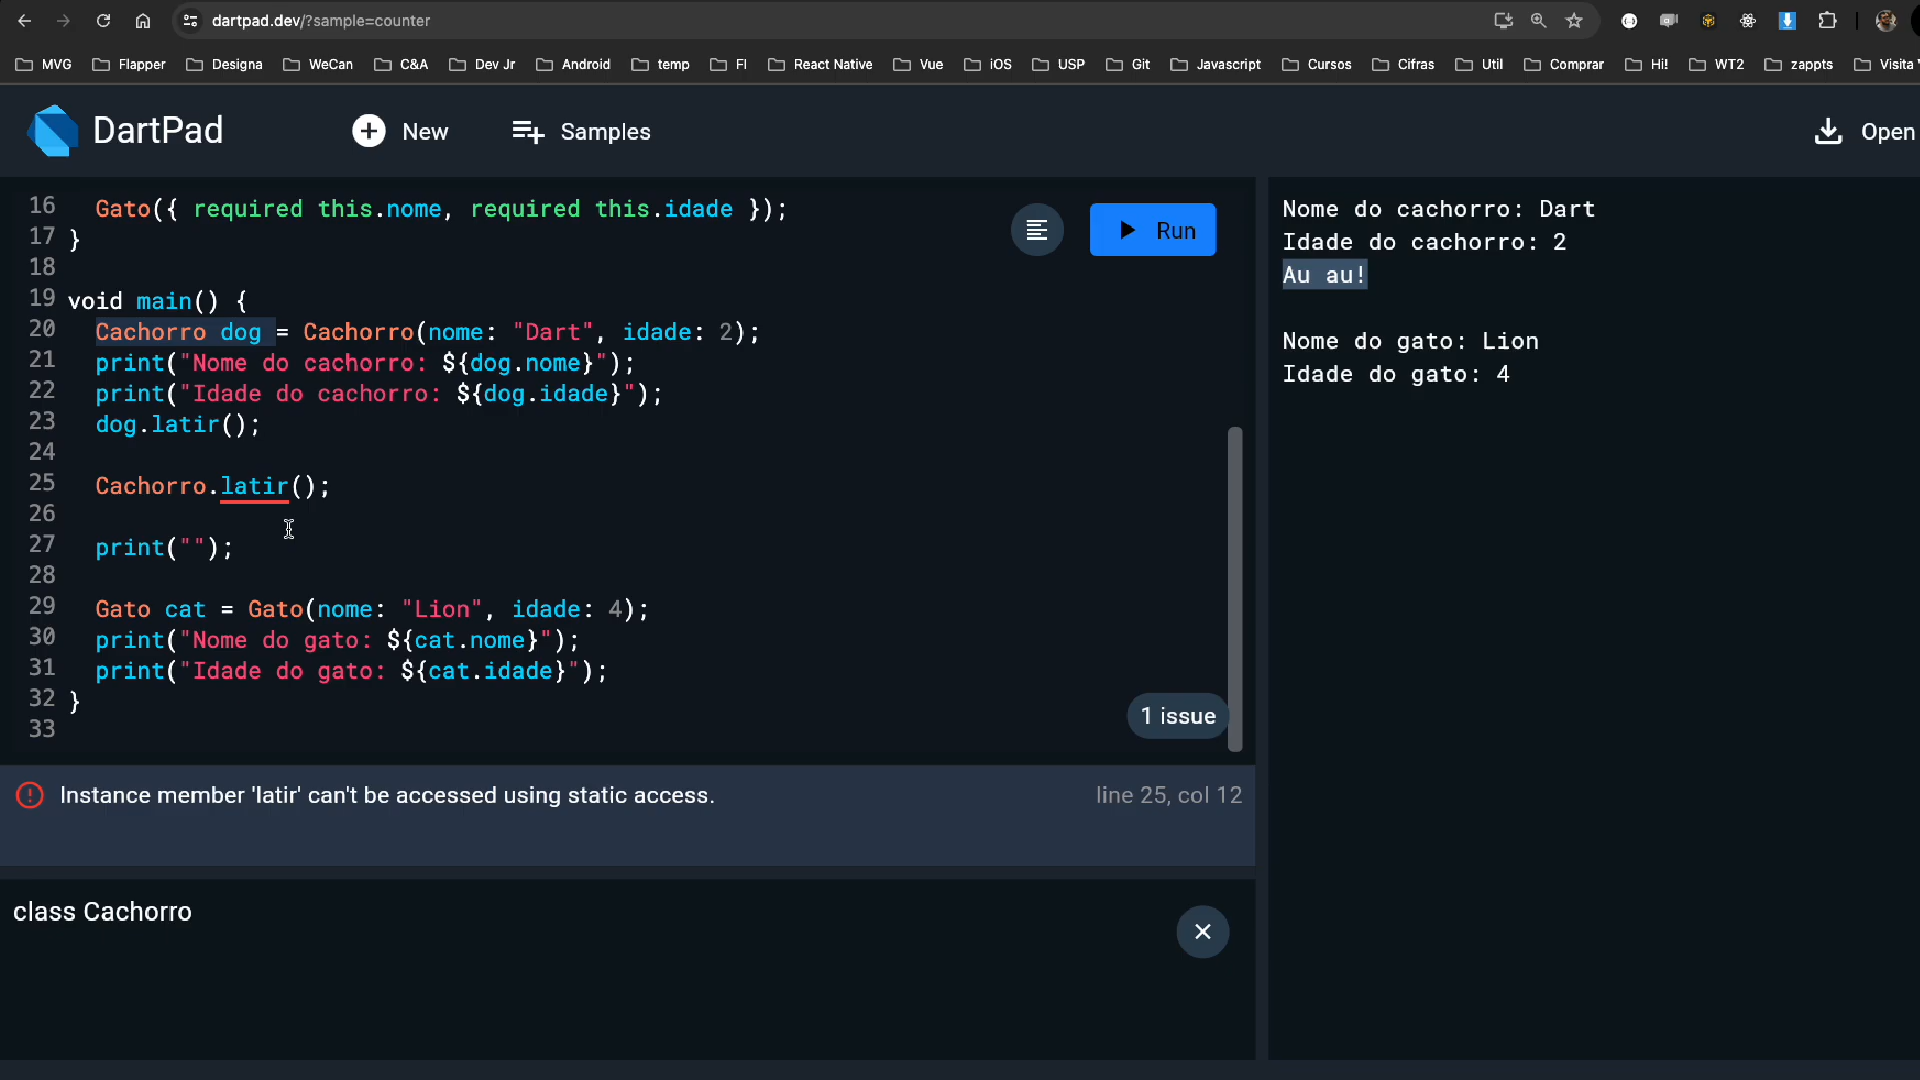 dartpad.dev/?sample=counter
MVG Flapper Designa WeCan C&A Dev Jr Android temp FI React Native Vue iOS USP Git Javascript Cursos Cifras Util Comprar Hi! WT2 zappts Visita
DartPad New Samples Open
16 Gato({ required this.nome, required this.idade });
17 }
18
19 void main() {
20 Cachorro dog = Cachorro(nome: "Dart", idade: 2);
21 print("Nome do cachorro: ${dog.nome}");
22 print("Idade do cachorro: ${dog.idade}");
23 dog.latir();
24
25 Cachorro.latir();
26
27 print("");
28
29 Gato cat = Gato(nome: "Lion", idade: 4);
30 print("Nome do gato: ${cat.nome}");
31 print("Idade do gato: ${cat.idade}");
32 }
33
Run
1 issue
Instance member 'latir' can't be accessed using static access. line 25, col 12
class Cachorro
Nome do cachorro: Dart
Idade do cachorro: 2
Au au!
Nome do gato: Lion
Idade do gato: 4